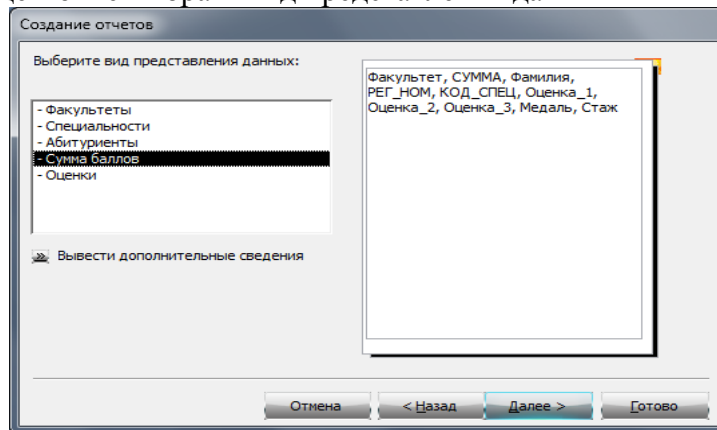 Создание отчетов
Выберите вид представления данных:
- Факультеты
- Специальности
- Абитуриенты
- Сумма баллов
- Оценки
Вывести дополнительные сведения
Факультет, СУММА, Фамилия,
РЕГ_НОМ, КОД_СПЕЦ, Оценка_1,
Оценка_2, Оценка_3, Медаль, Стаж
Отмена
< Назад
Далее >
Готово